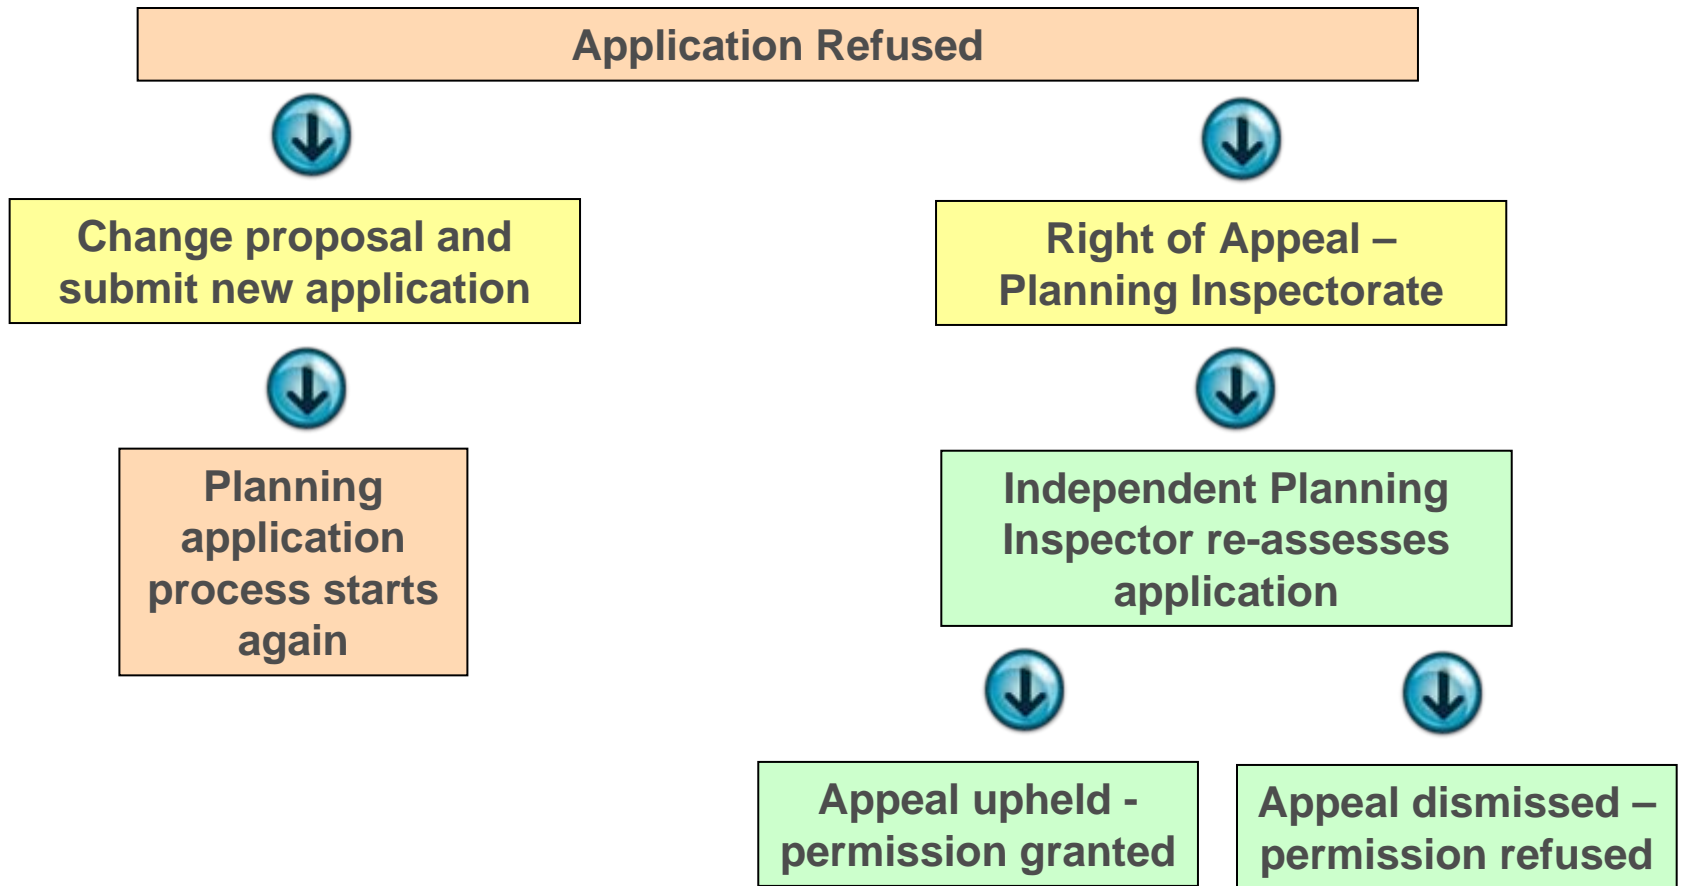 Application Refused
Change proposal and
submit new application
Right of Appeal –
Planning Inspectorate
Planning
application
process starts
again
Independent Planning
Inspector re-assesses
application
Appeal upheld -
permission granted
Appeal dismissed –
permission refused